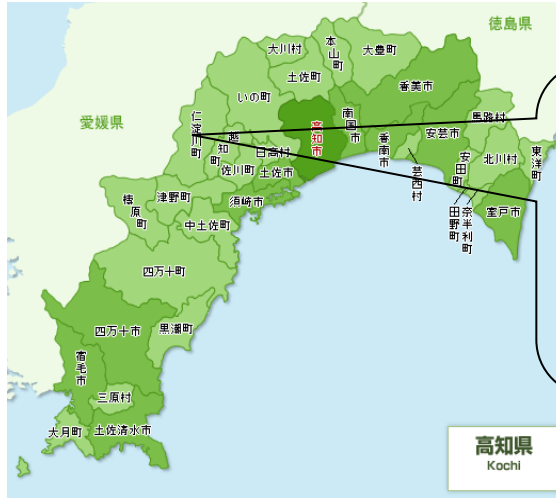 徳島県
愛媛県
本山町
大川村
大豊町
土佐町
香美市
いの町
仁淀川町
越知町
日高村
高知市
南国市
香南市
安芸市
馬路村
佐川町
土佐市
芸西村
安田町
北川村
東洋町
田野町
奈半利町
室戸市
檮原町
津野町
須崎市
中土佐町
四万十町
四万十市
黒潮町
宿毛市
三原村
大月町
土佐清水市
高知県
Kochi